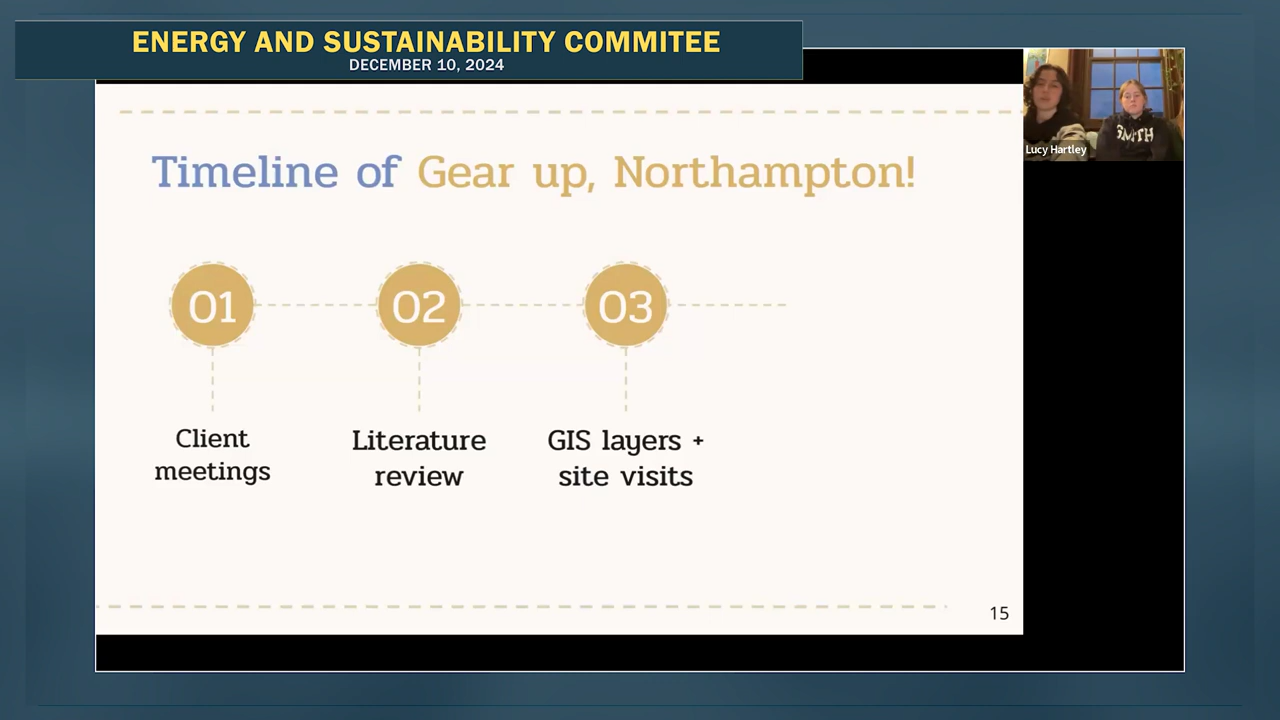 ENERGY AND SUSTAINABILITY COMMITEE
DECEMBER 10, 2024
Timeline of Gear up, Northampton!
01
02
03
Client
meetings
Literature
review
GIS layers +
site visits
15
Lucy Hartley
SMITH